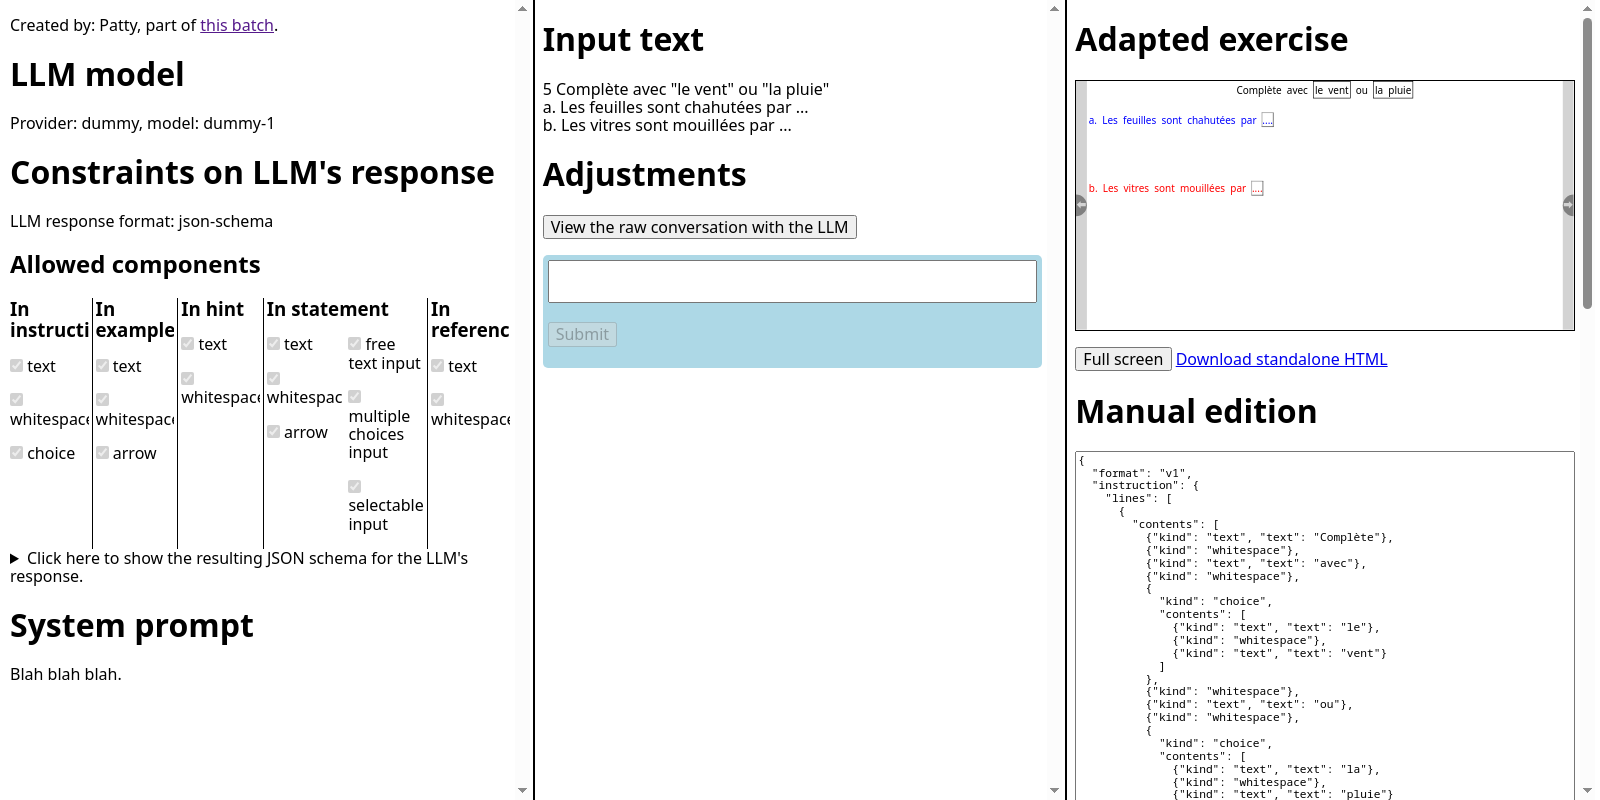 Created by: Patty, part of this batch.
LLM model
Provider: dummy, model: dummy-1
Constraints on LLM's response
LLM response format: json-schema
Allowed components
In instructi
text
whitespace
choice
In example
text
whitespace
arrow
In hint
text
whitespace
In statement
text
whitespac
arrow
free
text input
multiple
choices
input
selectable
input
In referenc
text
whitespace
▶ Click here to show the resulting JSON schema for the LLM's
response.
System prompt
Blah blah blah.
Input text
5 Complète avec "le vent" ou "la pluie"
a. Les feuilles sont chahutées par ...
b. Les vitres sont mouillées par ...
Adjustments
View the raw conversation with the LLM
Submit
Adapted exercise
Complète avec le vent ou la pluie
a. Les feuilles sont chahutées par ....
b. Les vitres sont mouillées par ....
Full screen Download standalone HTML
Manual edition
{
  "format": "v1",
  "instruction": {
    "lines": [
      {
        "contents": [
          {"kind": "text", "text": "Complète"},
          {"kind": "whitespace"},
          {"kind": "text", "text": "avec"},
          {"kind": "whitespace"},
          {
            "kind": "choice",
            "contents": [
              {"kind": "text", "text": "le"},
              {"kind": "whitespace"},
              {"kind": "text", "text": "vent"}
            ]
          },
          {"kind": "whitespace"},
          {"kind": "text", "text": "ou"},
          {"kind": "whitespace"},
          {
            "kind": "choice",
            "contents": [
              {"kind": "text", "text": "la"},
              {"kind": "whitespace"},
              {"kind": "text", "text": "pluie"}